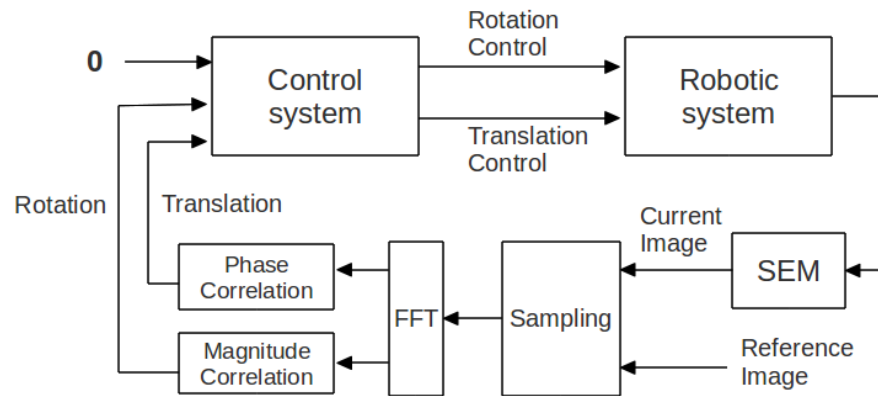 Rotation
Control
0
Control
system
Robotic
system
Translation
Control
Rotation
Translation
Current
Image
Phase
Correlation
FFT
Sampling
SEM
Magnitude
Correlation
Reference
Image